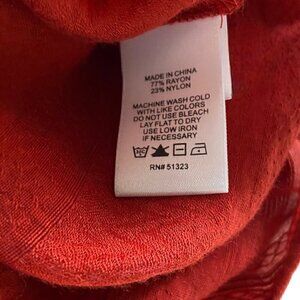 MADE IN CHINA
77% RAYON
23% NYLON
MACHINE WASH COLD
WITH LIKE COLORS
DO NOT USE BLEACH
LAY FLAT TO DRY
USE LOW IRON
IF NECESSARY
RN# 51323